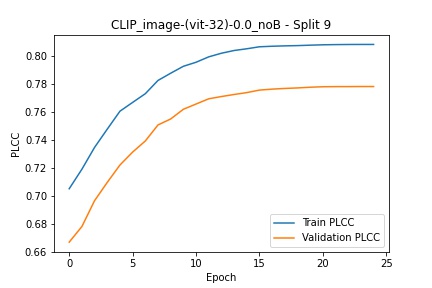 CLIP_image-(vit-32)-0.0_noB - Split 9
PLCC
0.80
0.78
0.76
0.74
0.72
0.70
0.68
0.66
Train PLCC
Validation PLCC
0 5 10 15 20 25
Epoch